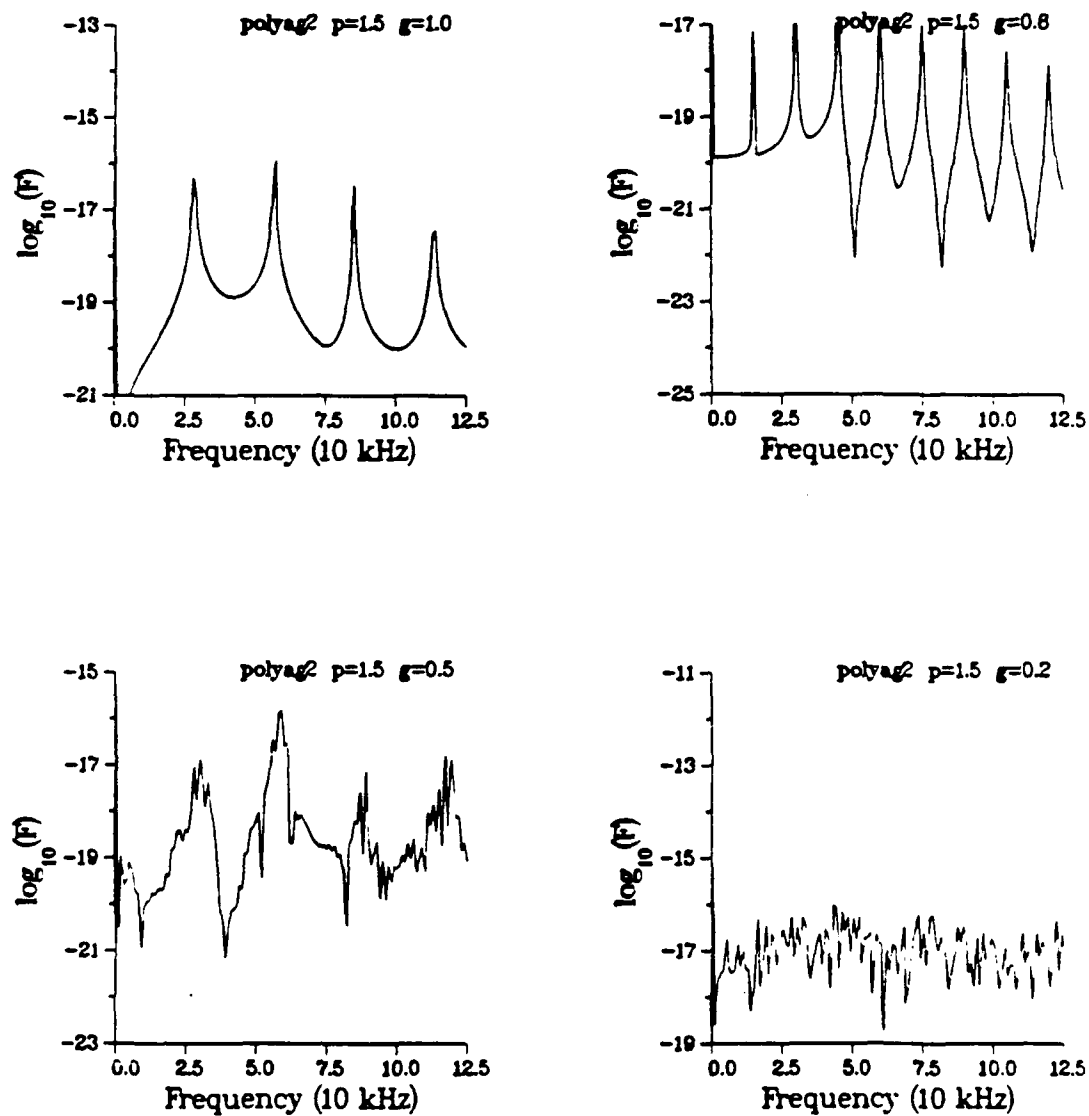 polyag2 p=1.5 g=1.0
-13
-15
-17
-19
-21
log10(F)
0.0 2.5 5.0 7.5 10.0 12.5
Frequency (10 kHz)
polyag2 p=1.5 g=0.8
-17
-19
-21
-23
-25
log10(F)
0.0 2.5 5.0 7.5 10.0 12.5
Frequency (10 kHz)
polyag2 p=1.5 g=0.5
-15
-17
-19
-21
-23
log10(F)
0.0 2.5 5.0 7.5 10.0 12.5
Frequency (10 kHz)
polyag2 p=1.5 g=0.2
-11
-13
-15
-17
-19
log10(F)
0.0 2.5 5.0 7.5 10.0 12.5
Frequency (10 kHz)